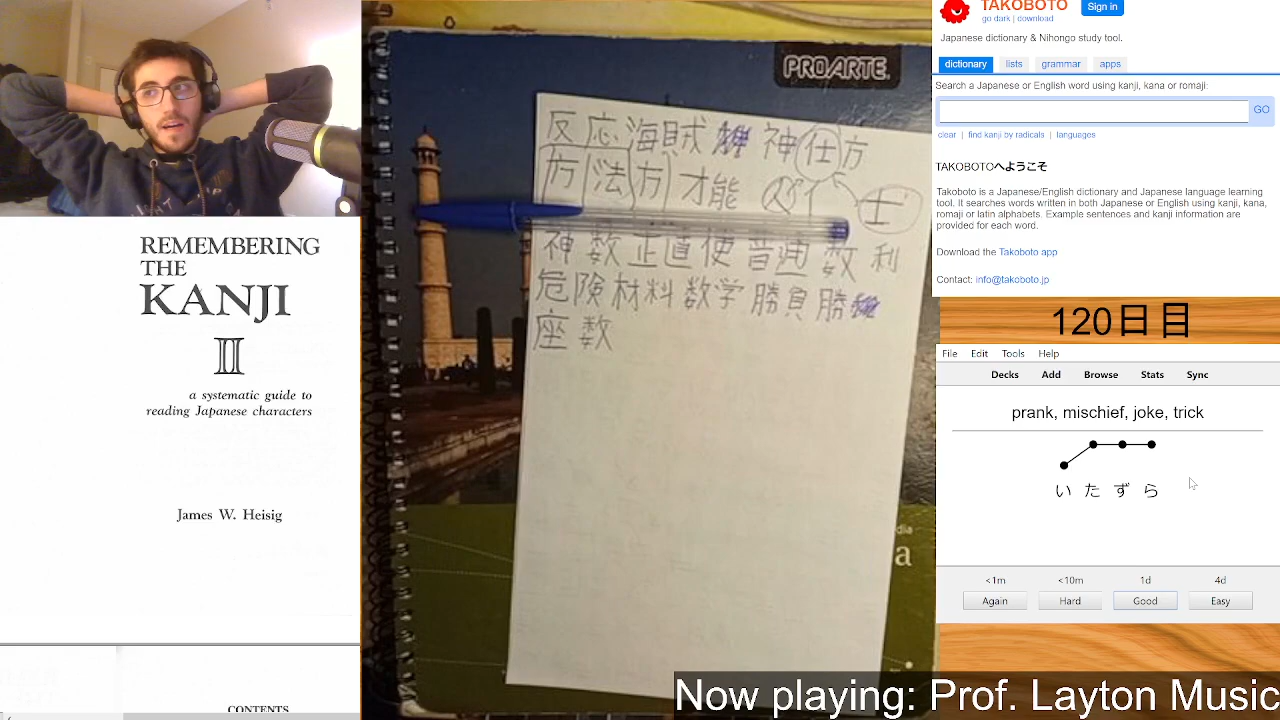 REMEMBERING
THE
KANJI
II
a systematic guide to
reading Japanese characters
James W. Heisig
CONTENTS
PROARTE
反応海賊 神仕方
方法方才能
士
神数正道使普通数利
危険材料数学勝負勝
座数
dia
a
TAKOBOTO
Sign in
go dark | download
Japanese dictionary & Nihongo study tool.
dictionary lists grammar apps
Search a Japanese or English word using kanji, kana or romaji:
GO
clear | find kanji by radicals | languages
TAKOBOTOへようこそ
Takoboto is a Japanese/English dictionary and Japanese language learning
tool. It searches words written in both Japanese or English using kanji, kana,
romaji or latin alphabets. Example sentences and kanji information are
provided for each word.
Download the Takoboto app
Contact: info@takoboto.jp
120日目
File Edit Tools Help
Decks Add Browse Stats Sync
prank, mischief, joke, trick
いたずら
<1m <10m 1d 4d
Again Hard Good Easy
Now playing: Prof. Layton Music